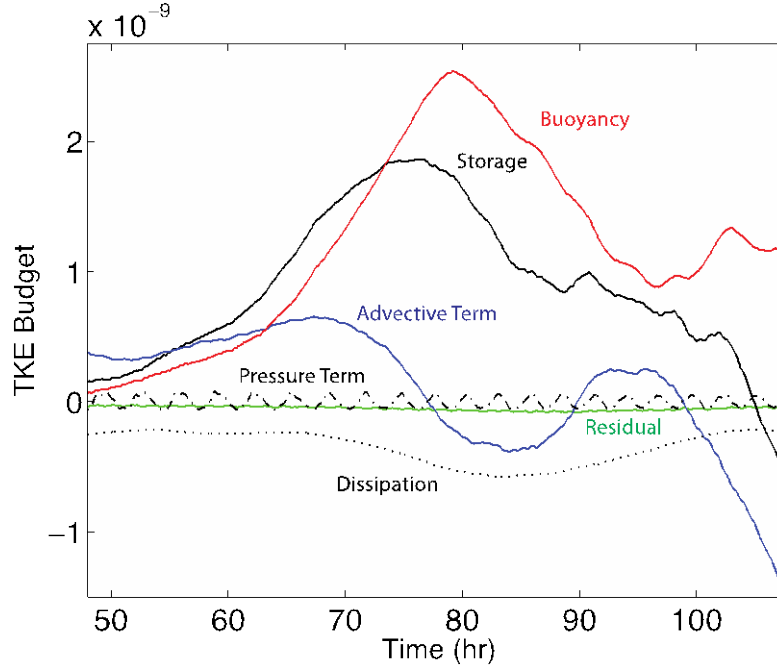 x 10⁻⁹
2
1
0
−1
TKE Budget
Buoyancy
Storage
Advective Term
Pressure Term
Residual
Dissipation
50 60 70 80 90 100
Time (hr)